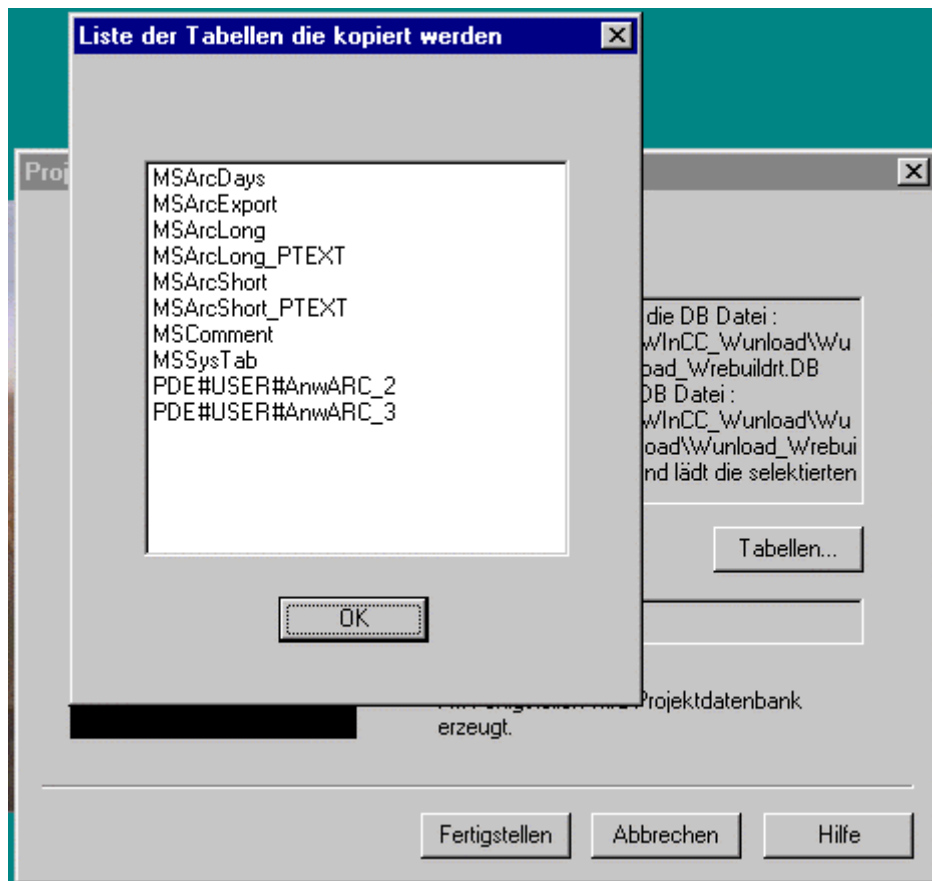 Liste der Tabellen die kopiert werden
MSArcDays
MSArcExport
MSArcLong
MSArcLong_PTEXT
MSArcShort
MSArcShort_PTEXT
MSComment
MSSysTab
PDE#USER#AnwARC_2
PDE#USER#AnwARC_3
OK
die DB Datei :
WInCC_Wunload\Wu
oad_Wrebuildrt.DB
DB Datei :
WInCC_Wunload\Wu
oad\Wunload_Wrebui
nd lädt die selektierten
Tabellen...
Projektdatenbank
erzeugt.
Fertigstellen
Abbrechen
Hilfe